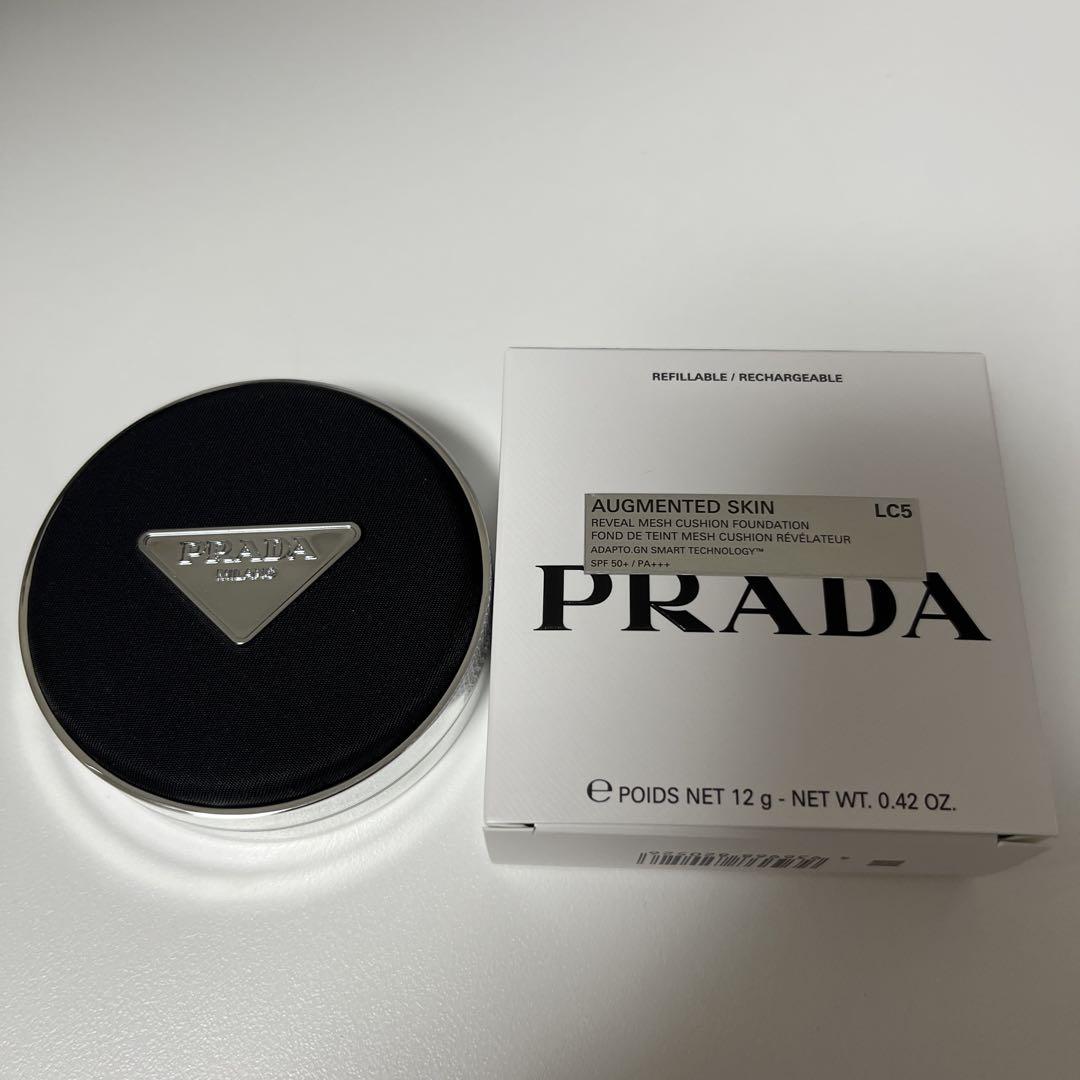 PRADA
MILANO
REFILLABLE / RECHARGEABLE
AUGMENTED SKIN LC5
REVEAL MESH CUSHION FOUNDATION
FOND DE TEINT MESH CUSHION RÉVÉLATEUR
ADAPTO.GN SMART TECHNOLOGY™
SPF 50+ / PA+++
PRADA
℮ POIDS NET 12 g - NET WT. 0.42 OZ.